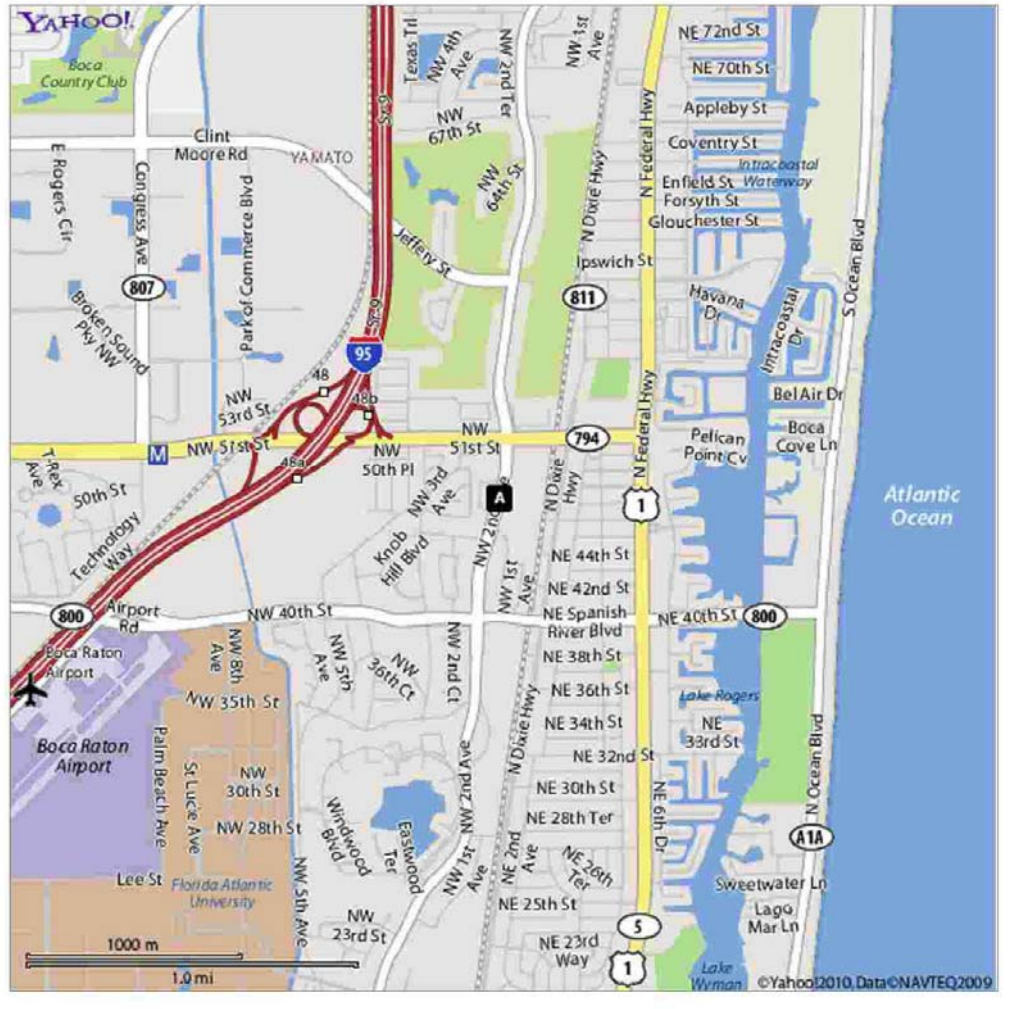 YAHOO!
Boca
Country Club
Texas Trl
NW 4th
Ave
NW 2nd Ter
NW 1st
Ave
NE 72nd St
NE 70th St
Appleby St
Coventry St
Intracoastal
Waterway
Enfield St
Forsyth St
Glouchester St
Sr-9
NW
67th St
NW
64th St
Clint
Moore Rd
YAMATO
E Rogers Cir
Congress Ave
Park of Commerce Blvd
N Dixie Hwy
N Federal Hwy
Jeffery St
Ipswich St
S Ocean Blvd
807
811
Havana
Dr
Intracoastal
Dr
Broken Sound
Pky NW
Sr-9
95
48
48b
NW
53rd St
N Federal Hwy
Bel Air Dr
Boca
Cove Ln
Pelican
Point Cv
M
NW 51st St
NW
51st St
794
NW
50th Pl
48a
T-Rex
Ave
50th St
NW 3rd
Ave
A
N Dixie
Hwy
1
Atlantic
Ocean
Technology
Way
Knob
Hill Blvd
NW 2nd
NW 1st
Ave
NE 44th St
NE 42nd St
800
Airport
Rd
NW 40th St
NE Spanish
River Blvd
NE 40th St
800
Boca Raton
Airport
NW 8th
Ave
NW 5th
Ave
NW
36th Ct
NW 2nd Ct
NE 38th St
NW 35th St
NE 36th St
Lake Rogers
NE 34th St
NE
33rd St
N Dixie Hwy
Boca Raton
Airport
NE 32nd St
Palm Beach Ave
St Lucie Ave
NW
30th St
NW 2nd Ave
NE 30th St
NE 6th Dr
N Ocean Blvd
NW 28th St
Windwood
Blvd
Eastwood
Ter
NE 28th Ter
A1A
NW 1st
Ave
NE 2nd
Ave
NE 26th
Ter
Lee St
Florida Atlantic
University
NW 5th Ave
Sweetwater Ln
NE 25th St
Lago
Mar Ln
NW
23rd St
5
NE 23rd
Way
1000 m
1.0 mi
1
Lake
Wyman
©Yahoo!2010, Data©NAVTEQ2009